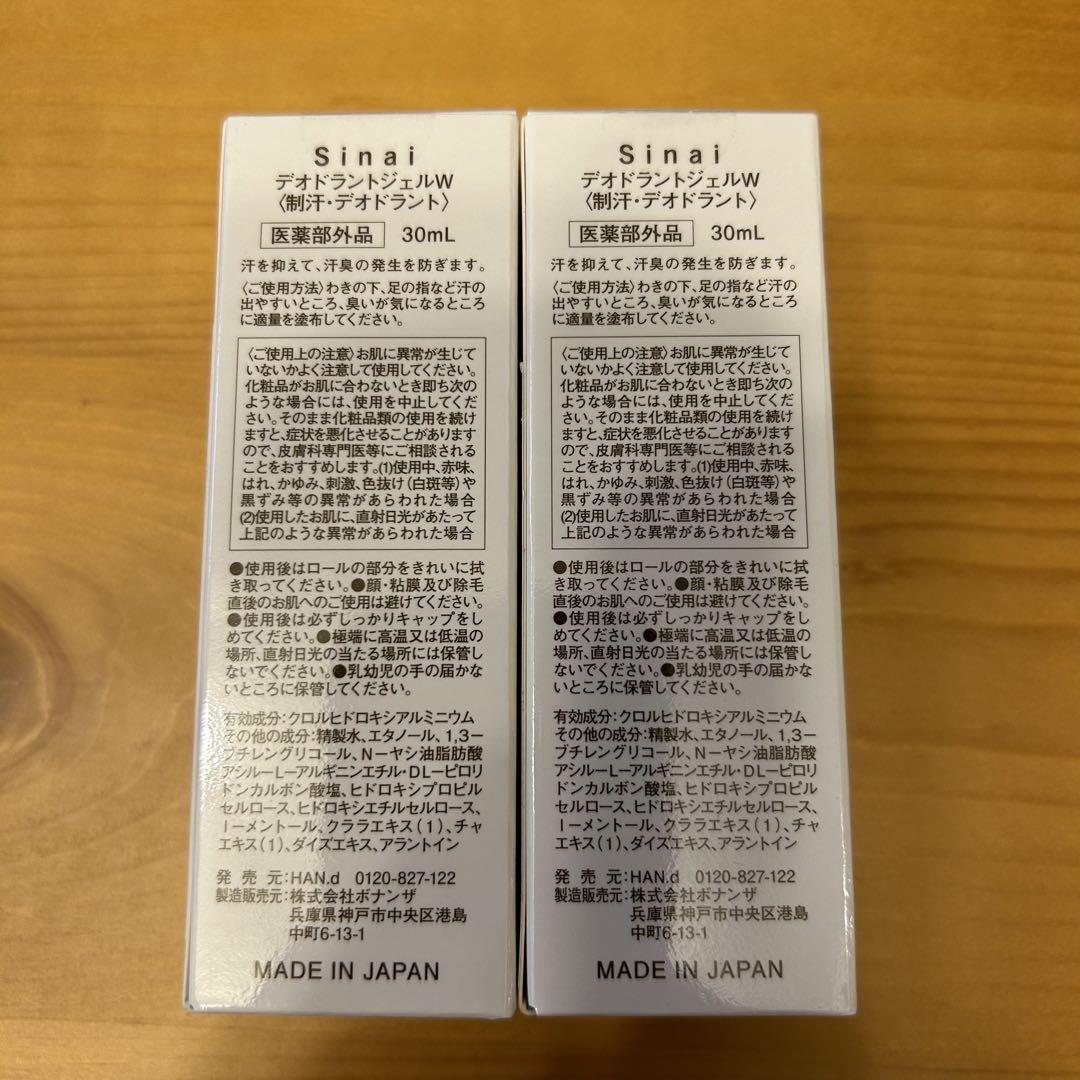 Sinai
デオドラントジェルW
〈制汗・デオドラント〉
医薬部外品 30mL
汗を抑えて、汗臭の発生を防ぎます。
〈ご使用方法〉わきの下、足の指など汗の
出やすいところ、臭いが気になるところ
に適量を塗布してください。
〈ご使用上の注意〉お肌に異常が生じて
いないかよく注意して使用してください。
化粧品がお肌に合わないとき即ち次の
ような場合には、使用を中止してくだ
さい。そのまま化粧品類の使用を続け
ますと、症状を悪化させることがあります
ので、皮膚科専門医等にご相談される
ことをおすすめします。(1)使用中、赤味、
はれ、かゆみ、刺激、色抜け(白斑等)や
黒ずみ等の異常があらわれた場合
(2)使用したお肌に、直射日光があたって
上記のような異常があらわれた場合
●使用後はロールの部分をきれいに拭
き取ってください。●顔・粘膜及び除毛
直後のお肌へのご使用は避けてください。
●使用後は必ずしっかりキャップをし
めてください。●極端に高温又は低温の
場所、直射日光の当たる場所には保管し
ないでください。●乳幼児の手の届かな
いところに保管してください。
有効成分:クロルヒドロキシアルミニウム
その他の成分:精製水、エタノール、1,3ー
ブチレングリコール、Nーヤシ油脂肪酸
アシルーLーアルギニンエチル・DLーピロリ
ドンカルボン酸塩、ヒドロキシプロピル
セルロース、ヒドロキシエチルセルロース、
lーメントール、クララエキス(1)、チャ
エキス(1)、ダイズエキス、アラントイン
発売元:HAN.d 0120-827-122
製造販売元:株式会社ボナンザ
兵庫県神戸市中央区港島
中町6-13-1
MADE IN JAPAN
Sinai
デオドラントジェルW
〈制汗・デオドラント〉
医薬部外品 30mL
汗を抑えて、汗臭の発生を防ぎます。
〈ご使用方法〉わきの下、足の指など汗の
出やすいところ、臭いが気になるところ
に適量を塗布してください。
〈ご使用上の注意〉お肌に異常が生じて
いないかよく注意して使用してください。
化粧品がお肌に合わないとき即ち次の
ような場合には、使用を中止してくだ
さい。そのまま化粧品類の使用を続け
ますと、症状を悪化させることがあります
ので、皮膚科専門医等にご相談される
ことをおすすめします。(1)使用中、赤味、
はれ、かゆみ、刺激、色抜け(白斑等)や
黒ずみ等の異常があらわれた場合
(2)使用したお肌に、直射日光があたって
上記のような異常があらわれた場合
●使用後はロールの部分をきれいに拭
き取ってください。●顔・粘膜及び除毛
直後のお肌へのご使用は避けてください。
●使用後は必ずしっかりキャップをし
めてください。●極端に高温又は低温の
場所、直射日光の当たる場所には保管し
ないでください。●乳幼児の手の届かな
いところに保管してください。
有効成分:クロルヒドロキシアルミニウム
その他の成分:精製水、エタノール、1,3ー
ブチレングリコール、Nーヤシ油脂肪酸
アシルーLーアルギニンエチル・DLーピロリ
ドンカルボン酸塩、ヒドロキシプロピル
セルロース、ヒドロキシエチルセルロース、
lーメントール、クララエキス(1)、チャ
エキス(1)、ダイズエキス、アラントイン
発売元:HAN.d 0120-827-122
製造販売元:株式会社ボナンザ
兵庫県神戸市中央区港島
中町6-13-1
MADE IN JAPAN